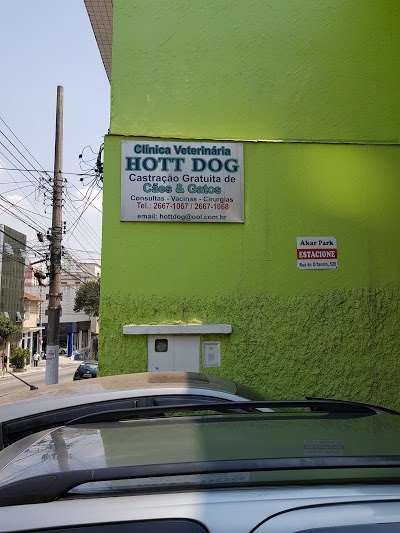 Clínica Veterinária
HOTT DOG
Castração Gratuita de
Cães & Gatos
Consultas - Vacinas - Cirurgias
Tel.: 2667-1067 / 2667-1068
email: hottdog@uol.com.br
Akar Park
ESTACIONE